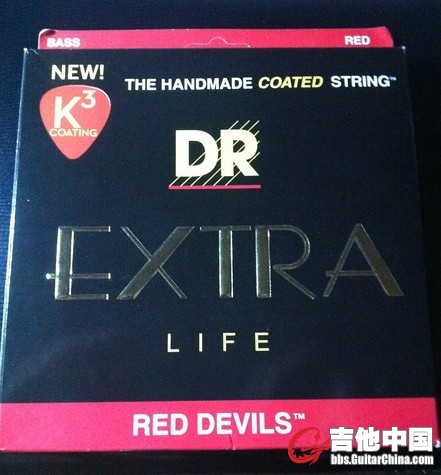 BASS RED
NEW!
THE HANDMADE COATED STRING™
K3
COATING
DR
EXTRA
LIFE
RED DEVILS™
吉他中国
bbs.GuitarChina.com